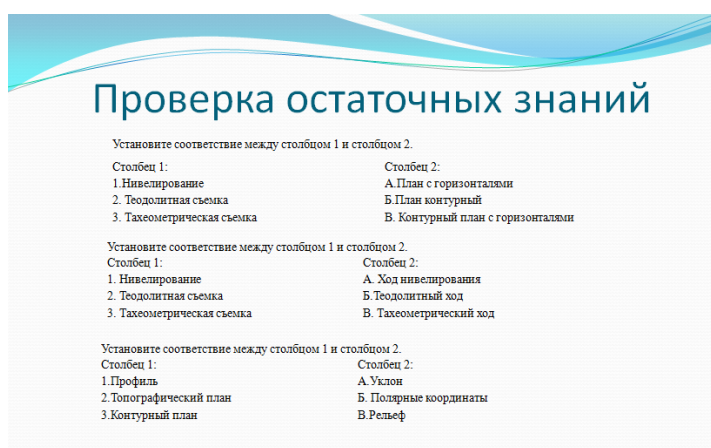 Проверка остаточных знаний
Установите соответствие между столбцом 1 и столбцом 2.
Столбец 1: Столбец 2:
1.Нивелирование А.План с горизонталями
2. Теодолитная съемка Б.План контурный
3. Тахеометрическая съемка В. Контурный план с горизонталями
Установите соответствие между столбцом 1 и столбцом 2.
Столбец 1: Столбец 2:
1. Нивелирование А. Ход нивелирования
2. Теодолитная съемка Б.Теодолитный ход
3. Тахеометрическая съемка В. Тахеометрический ход
Установите соответствие между столбцом 1 и столбцом 2.
Столбец 1: Столбец 2:
1.Профиль А.Уклон
2.Топографический план Б. Полярные координаты
3.Контурный план В.Рельеф